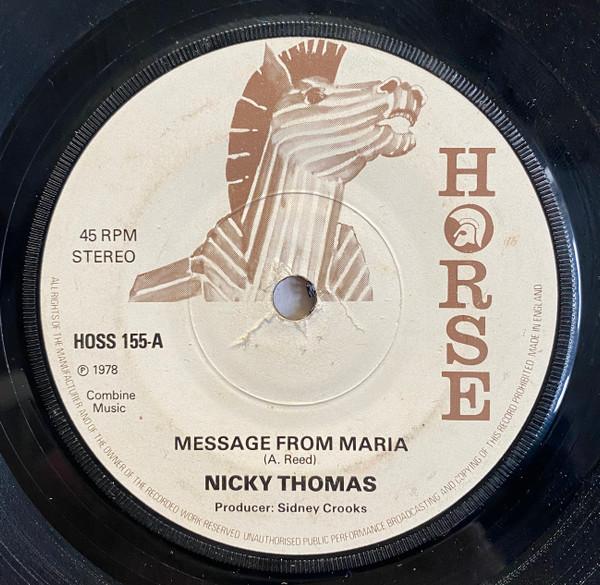 HORSE
45 RPM
STEREO
HOSS 155-A
℗ 1978
Combine
Music
MESSAGE FROM MARIA
(A. Reed)
NICKY THOMAS
Producer: Sidney Crooks
ALL RIGHTS OF THE MANUFACTURER AND OF THE OWNER OF THE RECORDED WORK RESERVED. UNAUTHORISED PUBLIC PERFORMANCE BROADCASTING AND COPYING OF THIS RECORD PROHIBITED. MADE IN ENGLAND